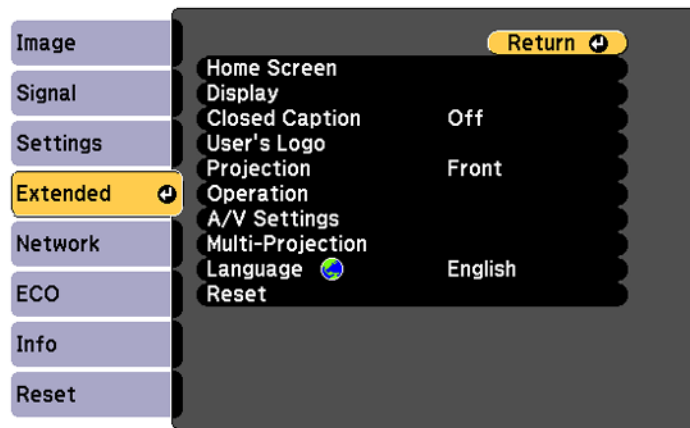 Image
Signal
Settings
Extended
Network
ECO
Info
Reset
Return
Home Screen
Display
Closed Caption Off
User's Logo
Projection Front
Operation
A/V Settings
Multi-Projection
Language English
Reset